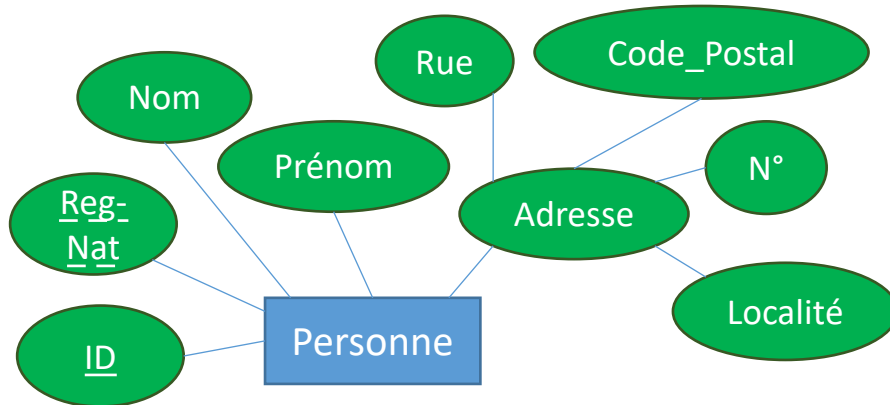 Rue
Code_Postal
Nom
Prénom
N°
Reg-
Nat
Adresse
Localité
Personne
ID